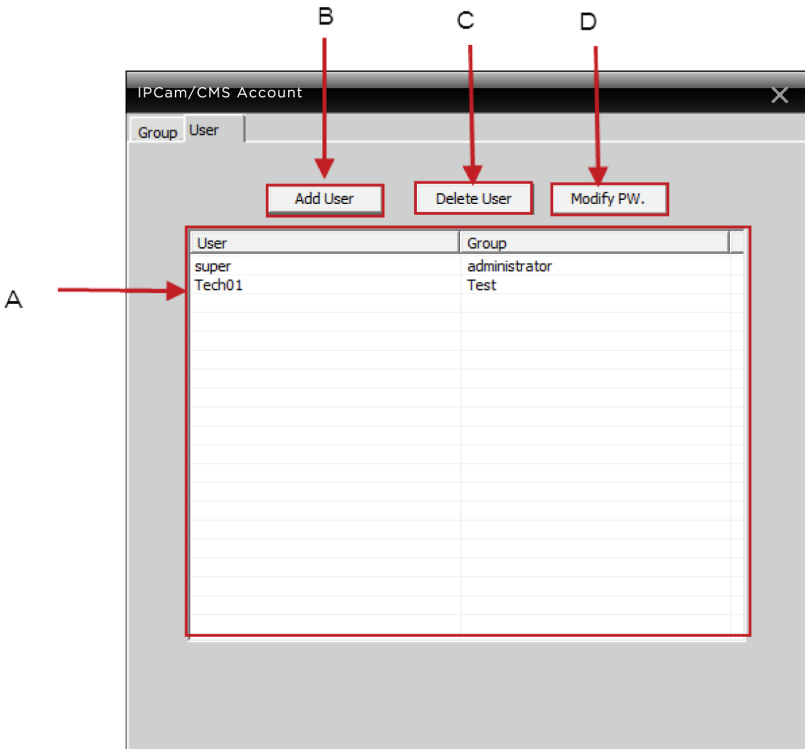 B C D
IPCam/CMS Account
Group User
Add User Delete User Modify PW.
User Group
super administrator
Tech01 Test
A